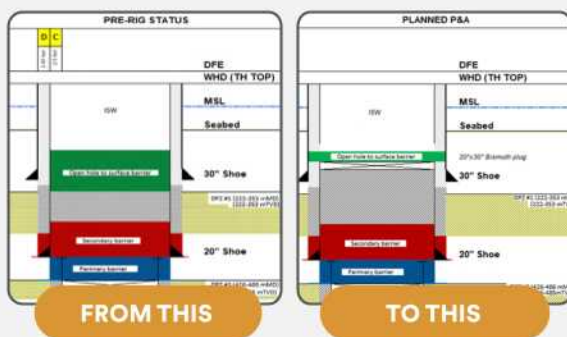 PRE-RIG STATUS
D C
DFE
WHD (TH TOP)
ISW
MSL
Seabed
Open hole to surface barrier
30" Shoe
Secondary barrier
20" Shoe
Primary barrier
FROM THIS
PLANNED P&A
DFE
WHD (TH TOP)
MSL
ISW
Seabed
Open hole to surface barrier
20"x30" Bismuth plug
30" Shoe
Secondary barrier
20" Shoe
Primary barrier
TO THIS